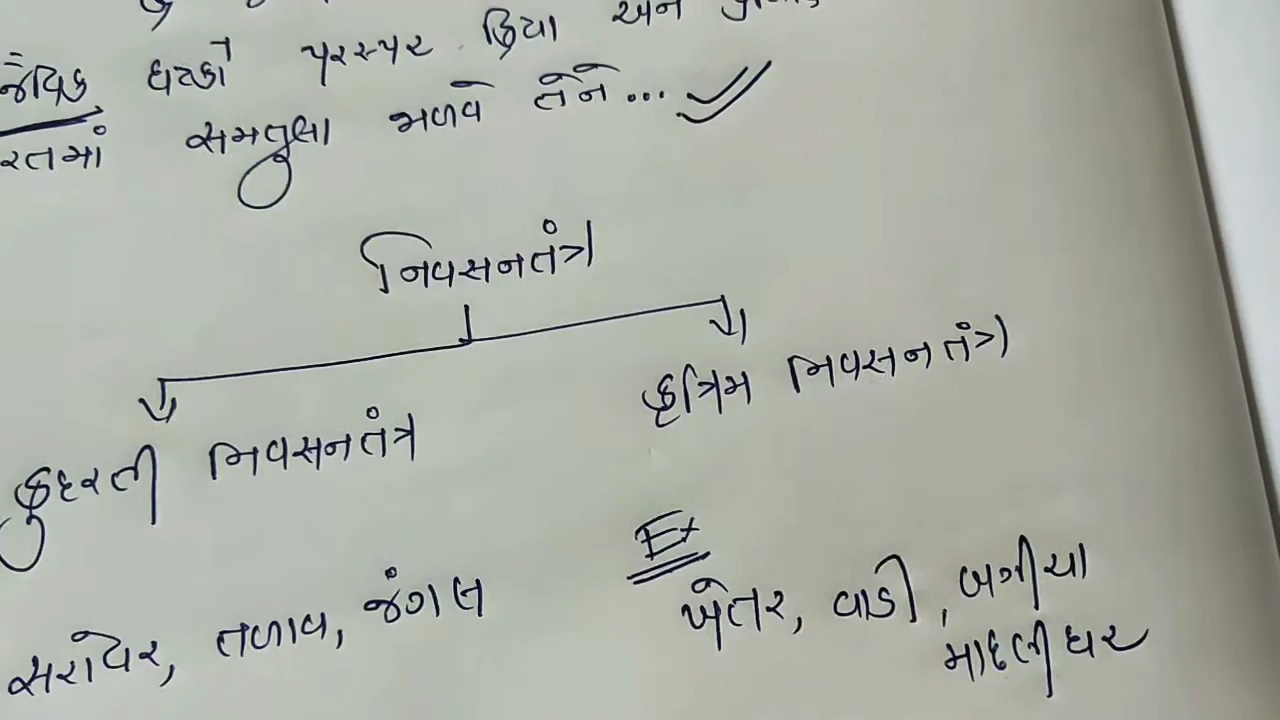 જૈવિક ઘટકો પરસ્પર ક્રિયા અને
રતમાં સમતુલા જાળવે તેને...
નિવસનતંત્ર
કુદરતી નિવસનતંત્ર
કૃત્રિમ નિવસનતંત્ર
Ex
સરોવર, તળાવ, જંગલ
ખેતર, વાડી, બગીચા
માછલીઘર